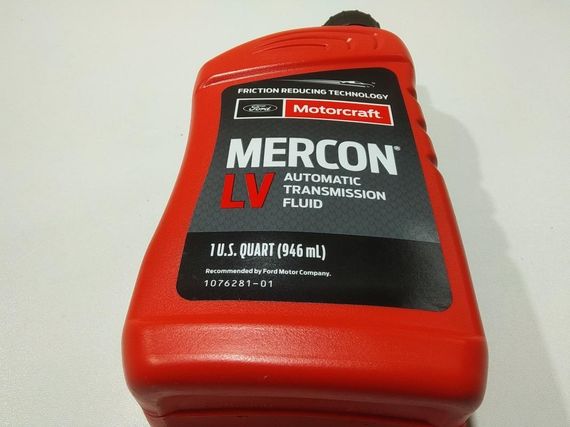 FRICTION REDUCING TECHNOLOGY
Ford Motorcraft
MERCON®
LV AUTOMATIC
TRANSMISSION
FLUID
1 U.S. QUART (946 mL)
Recommended by Ford Motor Company.
1076281-01